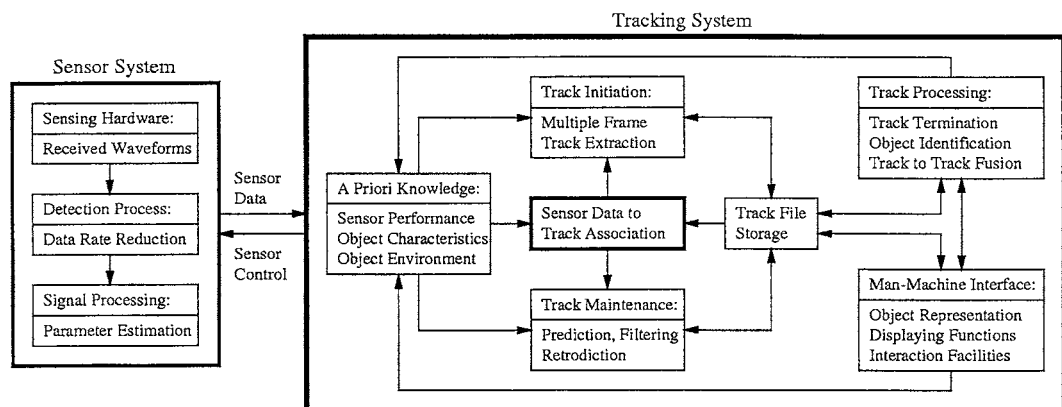 Tracking System
Sensor System
Sensing Hardware:
Received Waveforms
Detection Process:
Data Rate Reduction
Signal Processing:
Parameter Estimation
Sensor
Data
Sensor
Control
A Priori Knowledge:
Sensor Performance
Object Characteristics
Object Environment
Track Initiation:
Multiple Frame
Track Extraction
Sensor Data to
Track Association
Track Maintenance:
Prediction, Filtering
Retrodiction
Track File
Storage
Track Processing:
Track Termination
Object Identification
Track to Track Fusion
Man-Machine Interface:
Object Representation
Displaying Functions
Interaction Facilities